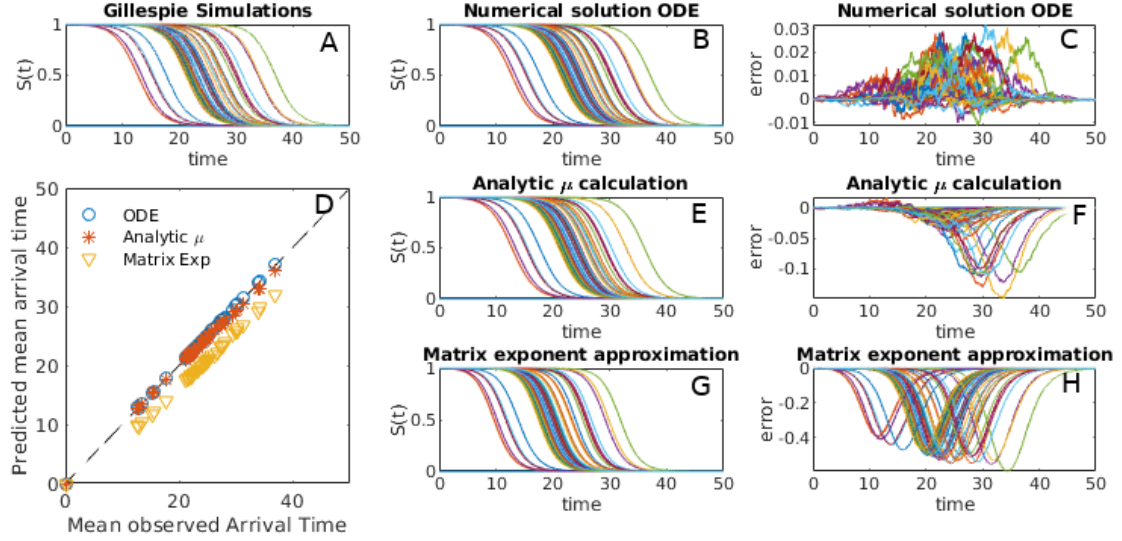 Gillespie Simulations
A
S(t)
1
0.5
0
0 10 20 30 40 50
time
Numerical solution ODE
B
S(t)
1
0.5
0
0 10 20 30 40 50
time
Numerical solution ODE
C
error
0.03
0.02
0.01
0
-0.01
0 10 20 30 40 50
time
D
Predicted mean arrival time
50
40
30
20
10
0
ODE
Analytic μ
Matrix Exp
0 20 40
Mean observed Arrival Time
Analytic μ calculation
E
S(t)
1
0.5
0
0 10 20 30 40 50
time
Analytic μ calculation
F
error
0
-0.05
-0.1
0 10 20 30 40 50
time
Matrix exponent approximation
G
S(t)
1
0.5
0
0 10 20 30 40 50
time
Matrix exponent approximation
H
error
0
-0.2
-0.4
0 10 20 30 40 50
time